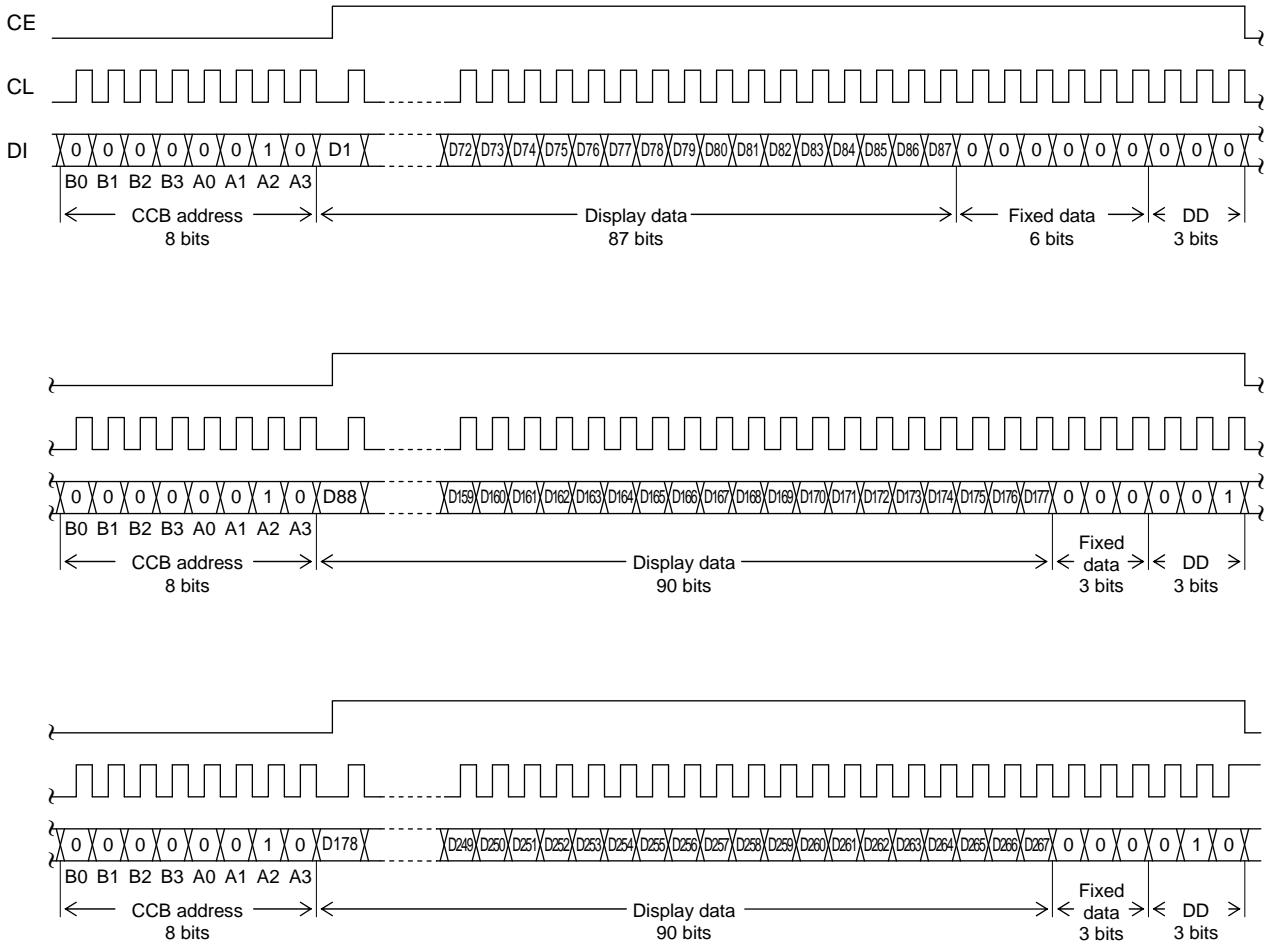 CE
CL
DI 0 0 0 0 0 0 1 0 D1 D72 D73 D74 D75 D76 D77 D78 D79 D80 D81 D82 D83 D84 D85 D86 D87 0 0 0 0 0 0 0 0 0
B0 B1 B2 B3 A0 A1 A2 A3
CCB address Display data Fixed data DD
8 bits 87 bits 6 bits 3 bits
0 0 0 0 0 0 1 0 D88 D159 D160 D161 D162 D163 D164 D165 D166 D167 D168 D169 D170 D171 D172 D173 D174 D175 D176 D177 0 0 0 0 0 1
B0 B1 B2 B3 A0 A1 A2 A3
CCB address Display data Fixed data DD
8 bits 90 bits 3 bits 3 bits
0 0 0 0 0 0 1 0 D178 D249 D250 D251 D252 D253 D254 D255 D256 D257 D258 D259 D260 D261 D262 D263 D264 D265 D266 D267 0 0 0 0 1 0
B0 B1 B2 B3 A0 A1 A2 A3
CCB address Display data Fixed data DD
8 bits 90 bits 3 bits 3 bits